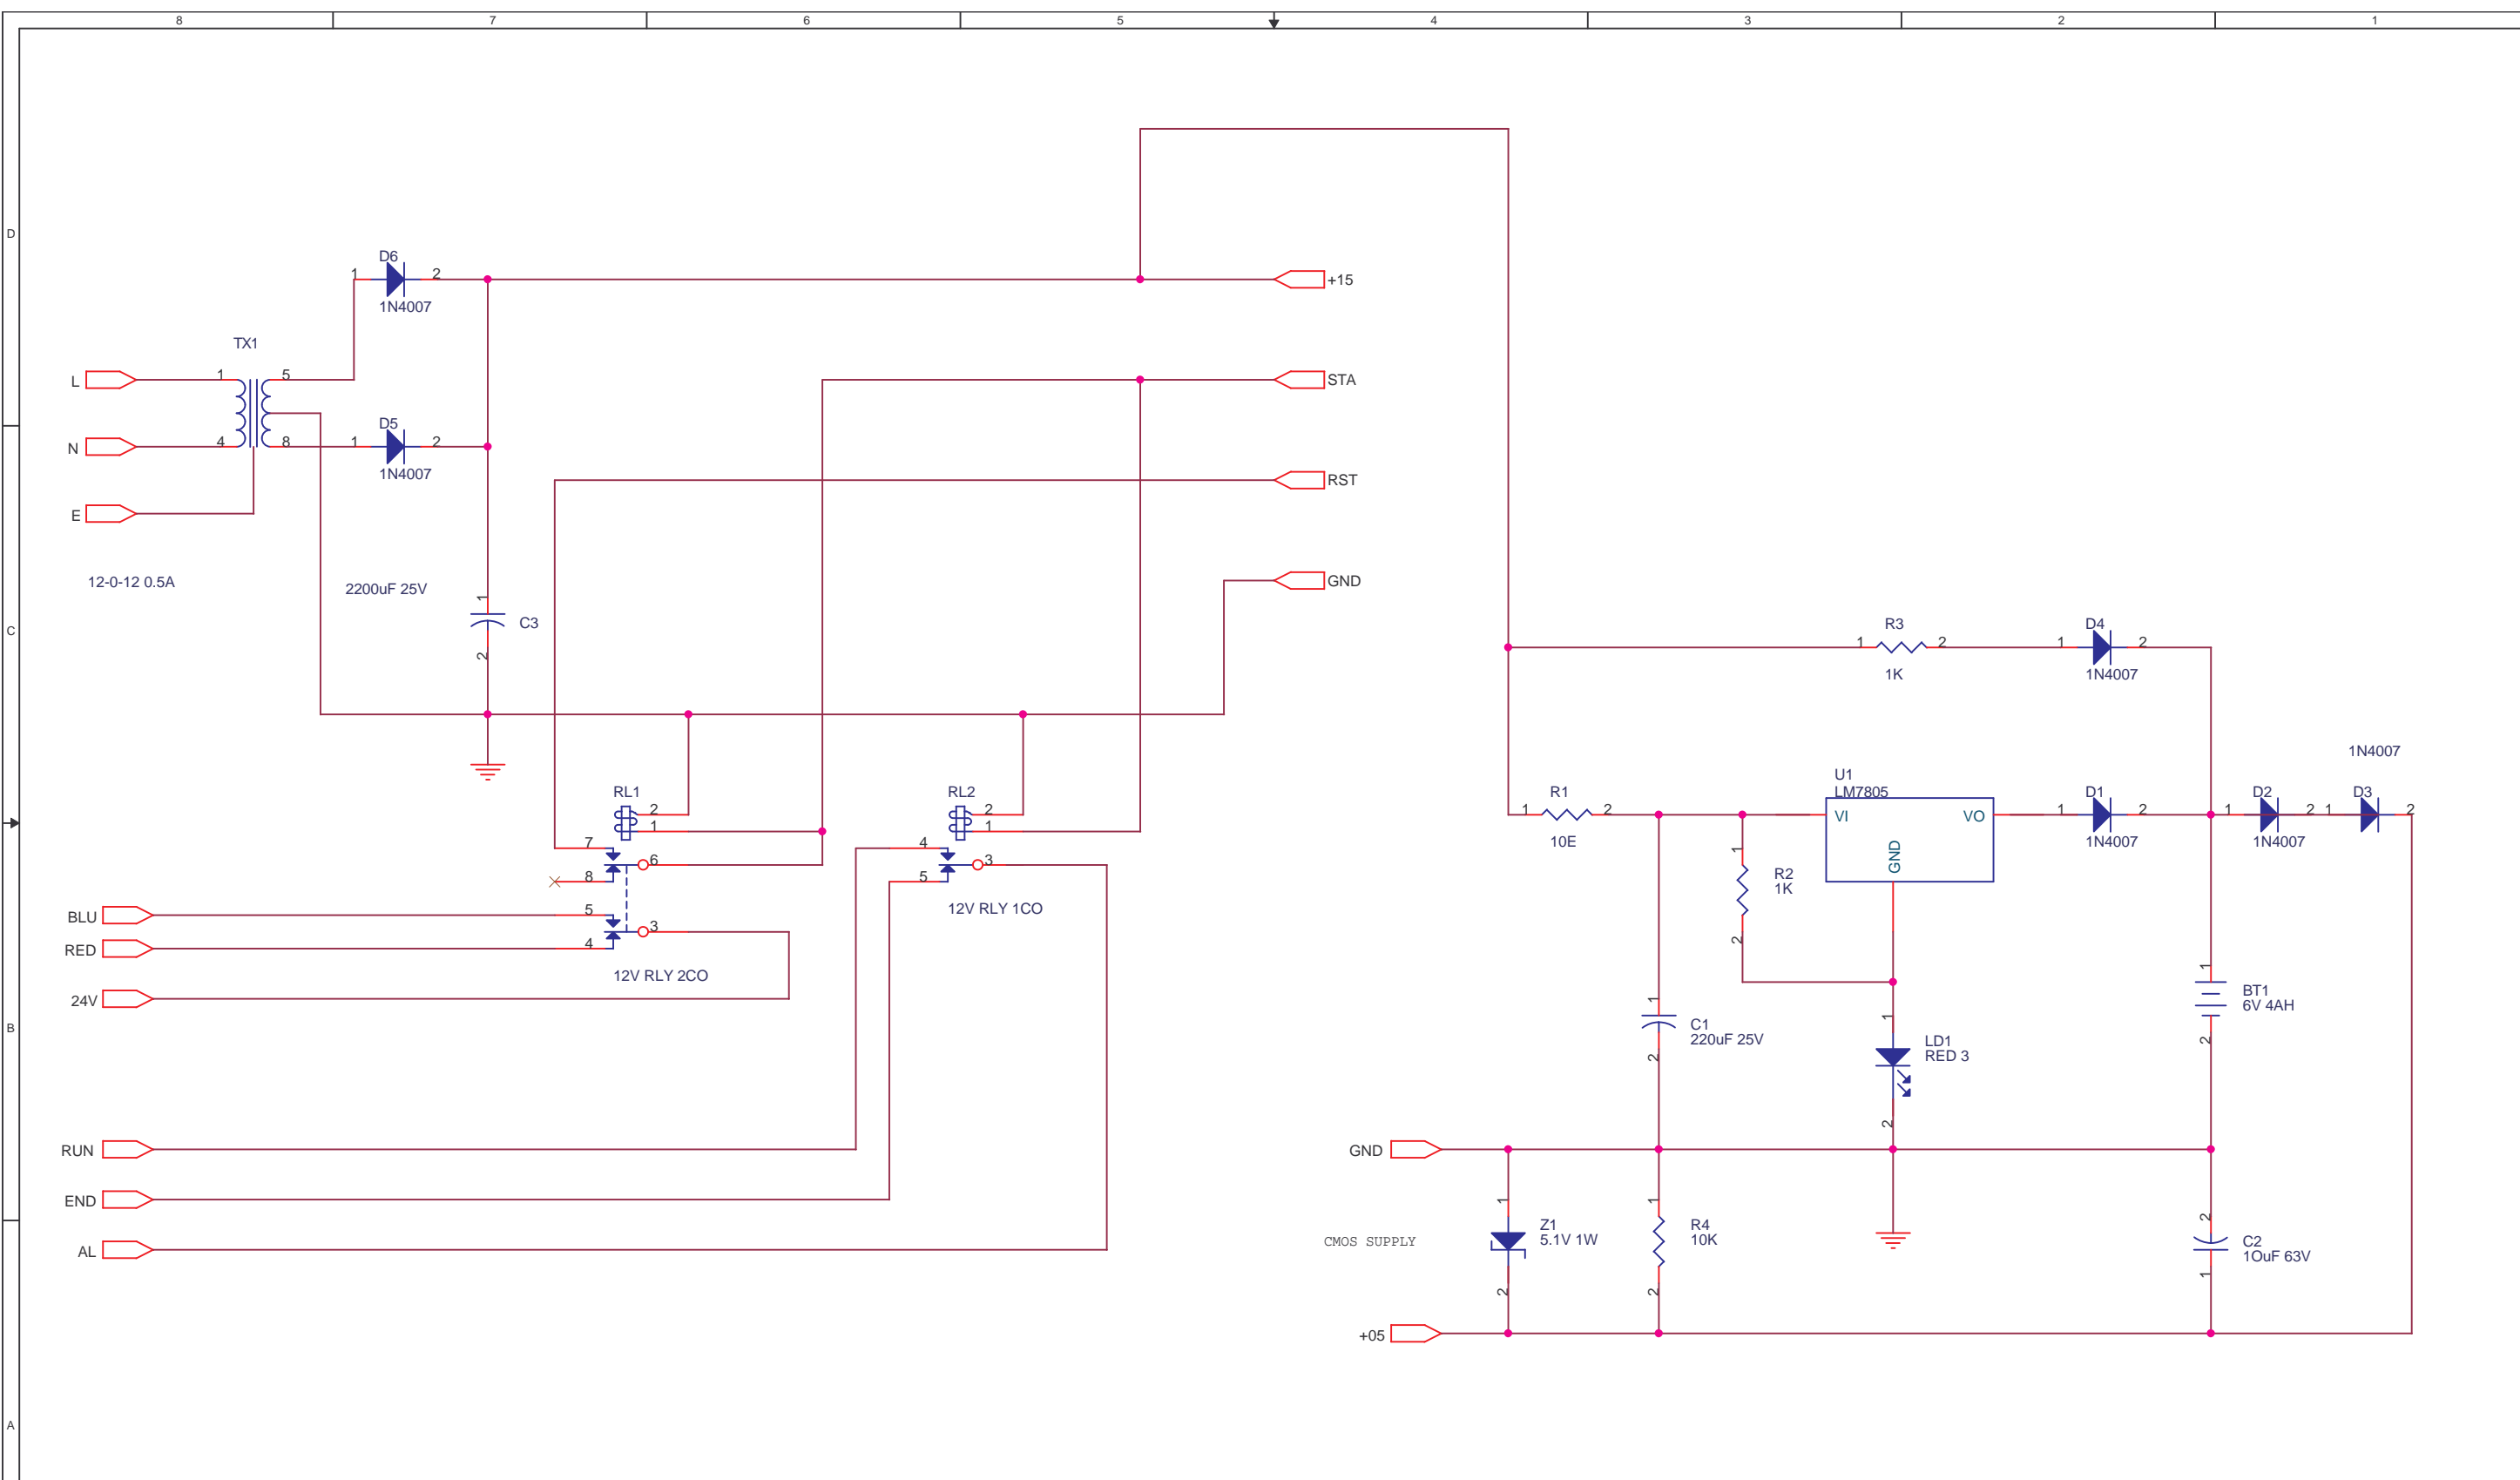 8 7 6 5 4 3 2 1
D
C
B
A
D6
1 2
1N4007
+15
TX1
L
1 5
STA
D5
N
4 8 1 2
1N4007
RST
E
12-0-12 0.5A
2200uF 25V
GND
1
C3
2
R3
1 2
1K
D4
1 2
1N4007
1N4007
RL1
2
1
7
6
8
5
3
4
12V RLY 2CO
RL2
2
1
4
3
5
12V RLY 1CO
R1
1 2
10E
U1
LM7805
VI VO
GND
D1
1 2
1N4007
D2
1 2
1N4007
D3
1 2
1
R2
1K
2
BLU
RED
24V
1
C1
220uF 25V
2
1
LD1
RED 3
2
1
BT1
6V 4AH
2
RUN
END
AL
GND
CMOS SUPPLY
1
Z1
5.1V 1W
2
1
R4
10K
2
2
C2
1OuF 63V
1
+05